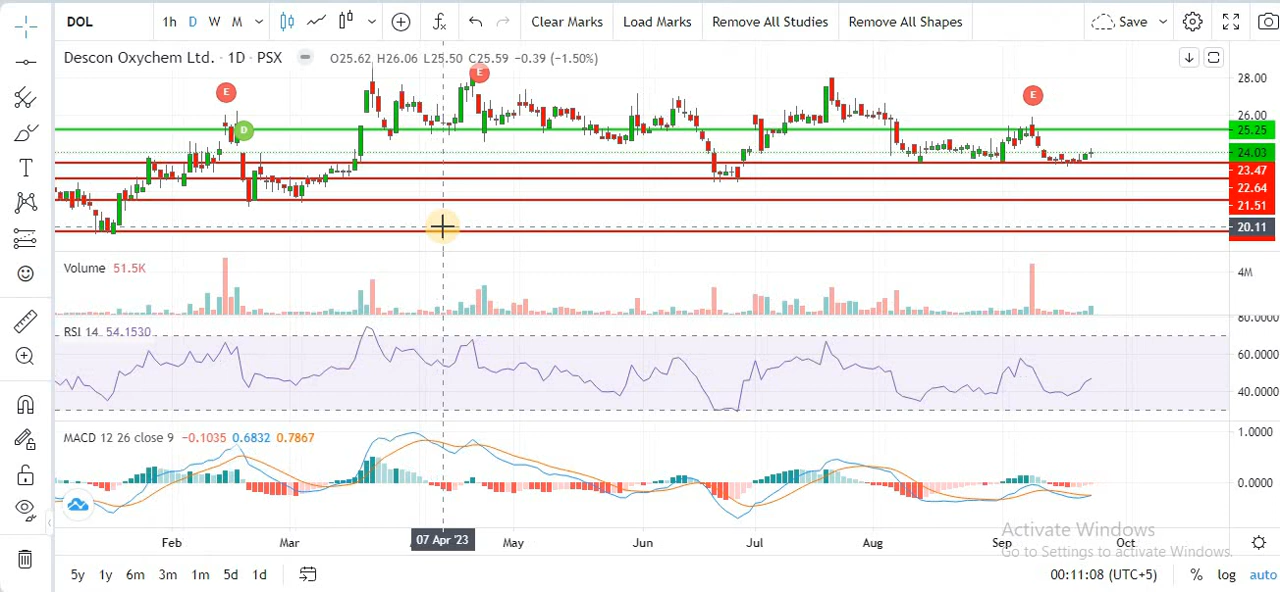 DOL 1h D W M Clear Marks Load Marks Remove All Studies Remove All Shapes Save
Descon Oxychem Ltd. · 1D · PSX O25.62 H26.06 L25.50 C25.59 −0.39 (−1.50%)
28.00
E
E
E
26.00
D
25.25
24.03
23.47
22.64
21.51
20.11
Volume 51.5K
4M
80.0000
RSI 14 54.1530
60.0000
40.0000
MACD 12 26 close 9 −0.1035 0.6832 0.7867
1.0000
0.0000
Activate Windows
Go to Settings to activate Windows.
Feb Mar 07 Apr '23 May Jun Jul Aug Sep Oct
5y 1y 6m 3m 1m 5d 1d 00:11:08 (UTC+5) % log auto